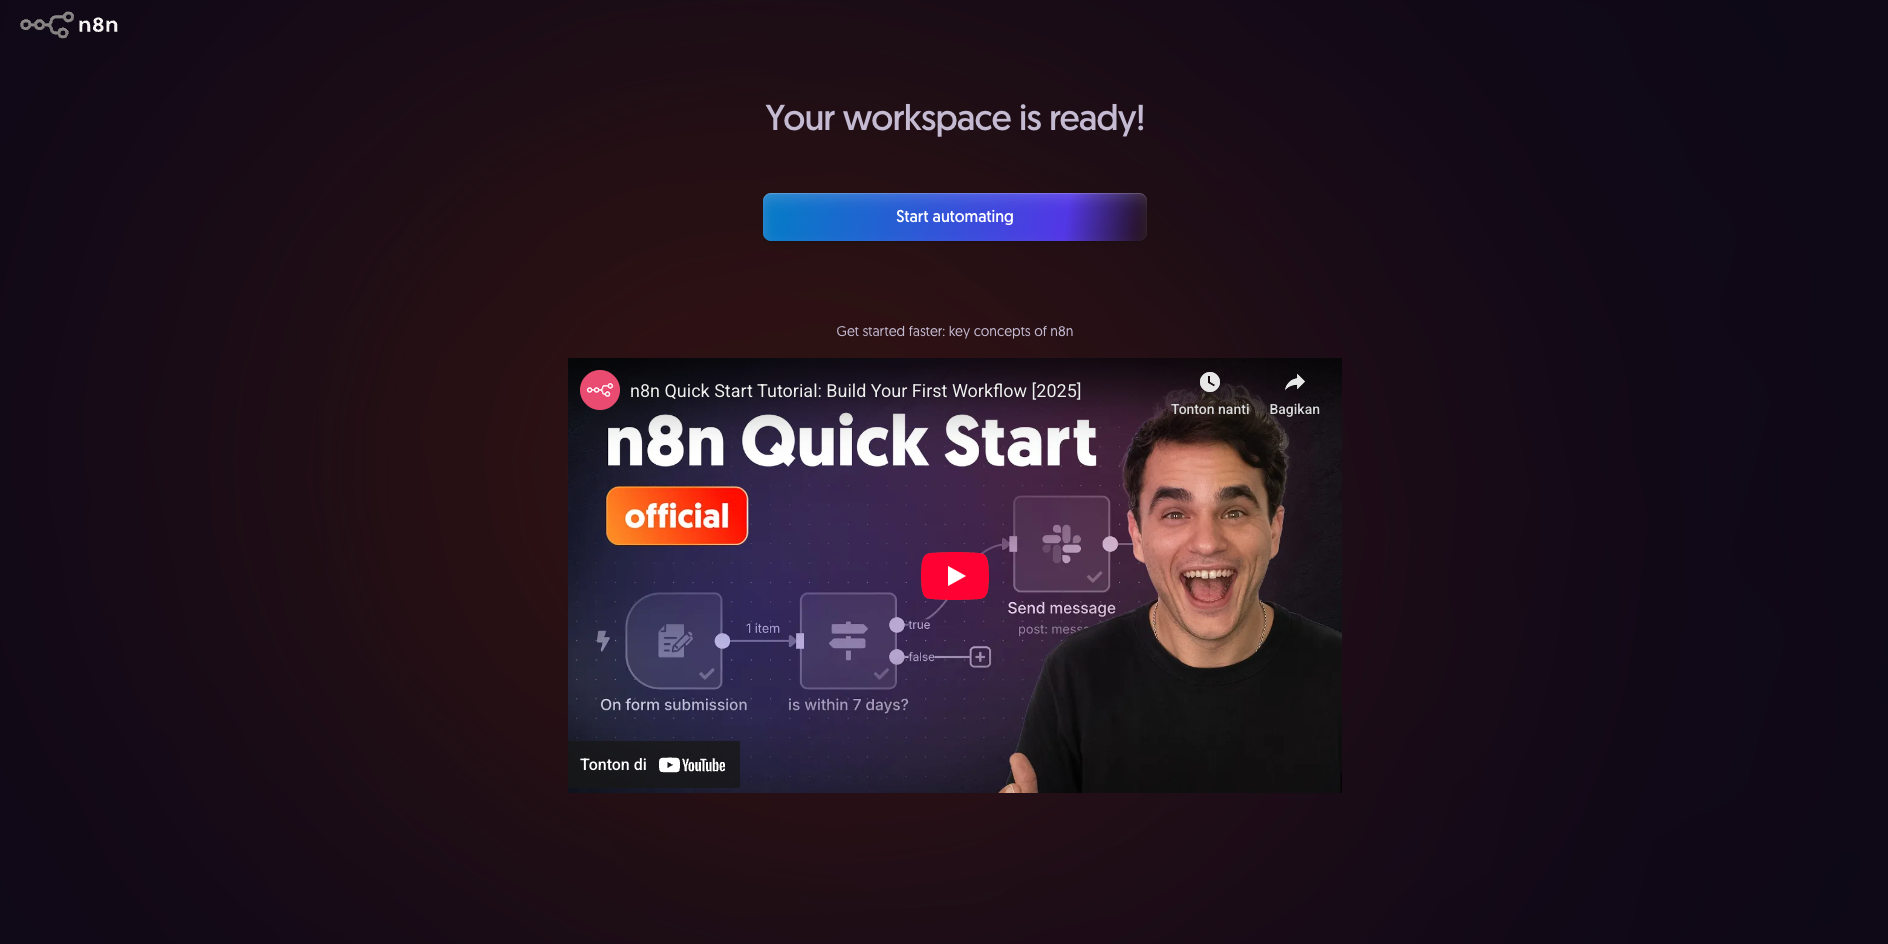 n8n
Your workspace is ready!
Start automating
Get started faster: key concepts of n8n
n8n Quick Start Tutorial: Build Your First Workflow [2025]
Tonton nanti
Bagikan
n8n Quick Start
official
1 item
true
false
Send message
post: mess
On form submission
is within 7 days?
Tonton di YouTube